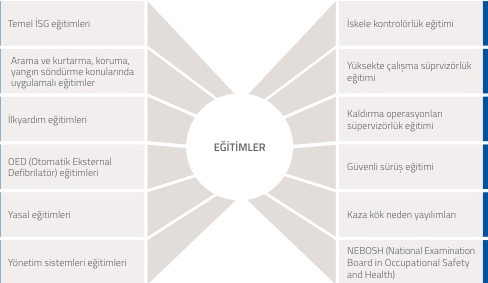 Temel İSG eğitimleri
Arama ve kurtarma, koruma,
yangın söndürme konularında
uygulamalı eğitimler
İlkyardım eğitimleri
OED (Otomatik Eksternal
Defibrilatör) eğitimleri
Yasal eğitimleri
Yönetim sistemleri eğitimleri
EĞİTİMLER
İskele kontrolörlük eğitimi
Yüksekte çalışma süprvizörlük
eğitimi
Kaldırma operasyonları
süpervizörlük eğitimi
Güvenli sürüş eğitimi
Kaza kök neden yayılımları
NEBOSH (National Examination
Board in Occupational Safety
and Health)